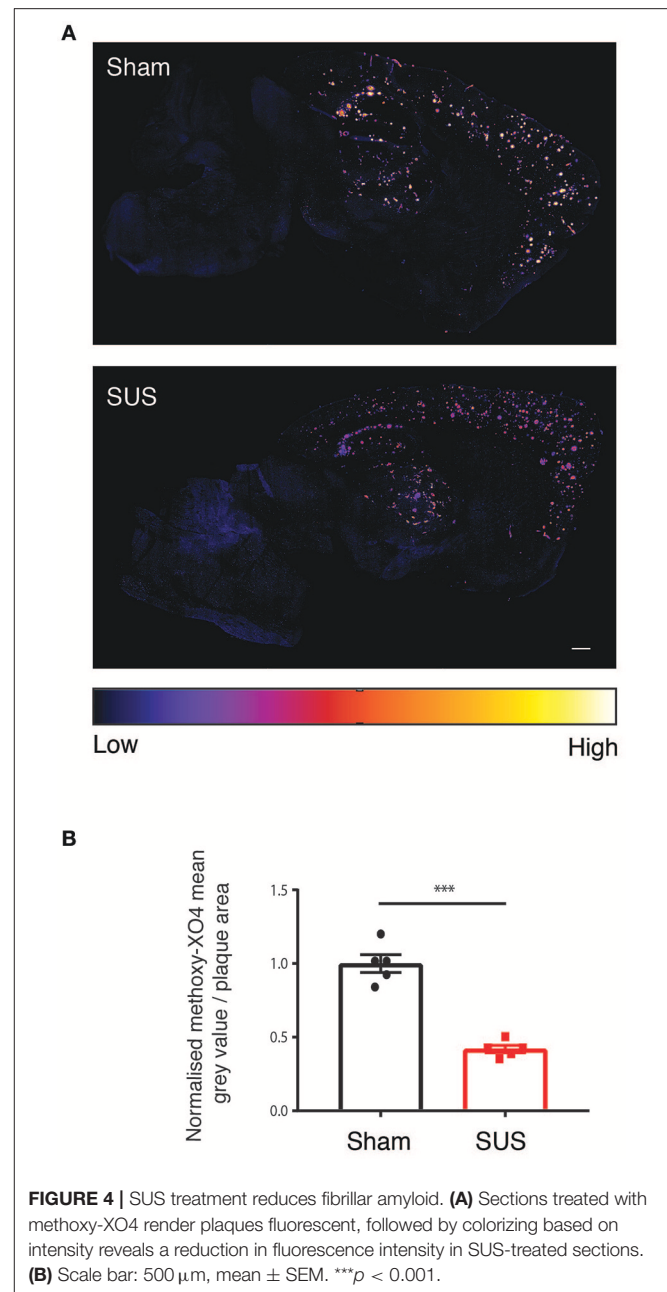 A
Sham
SUS
Low High
B
Normalised methoxy-XO4 mean
grey value / plaque area
***
1.5
1.0
0.5
0.0
Sham SUS
FIGURE 4 | SUS treatment reduces fibrillar amyloid. (A) Sections treated with
methoxy-XO4 render plaques fluorescent, followed by colorizing based on
intensity reveals a reduction in fluorescence intensity in SUS-treated sections.
(B) Scale bar: 500 μm, mean ± SEM. ***p < 0.001.